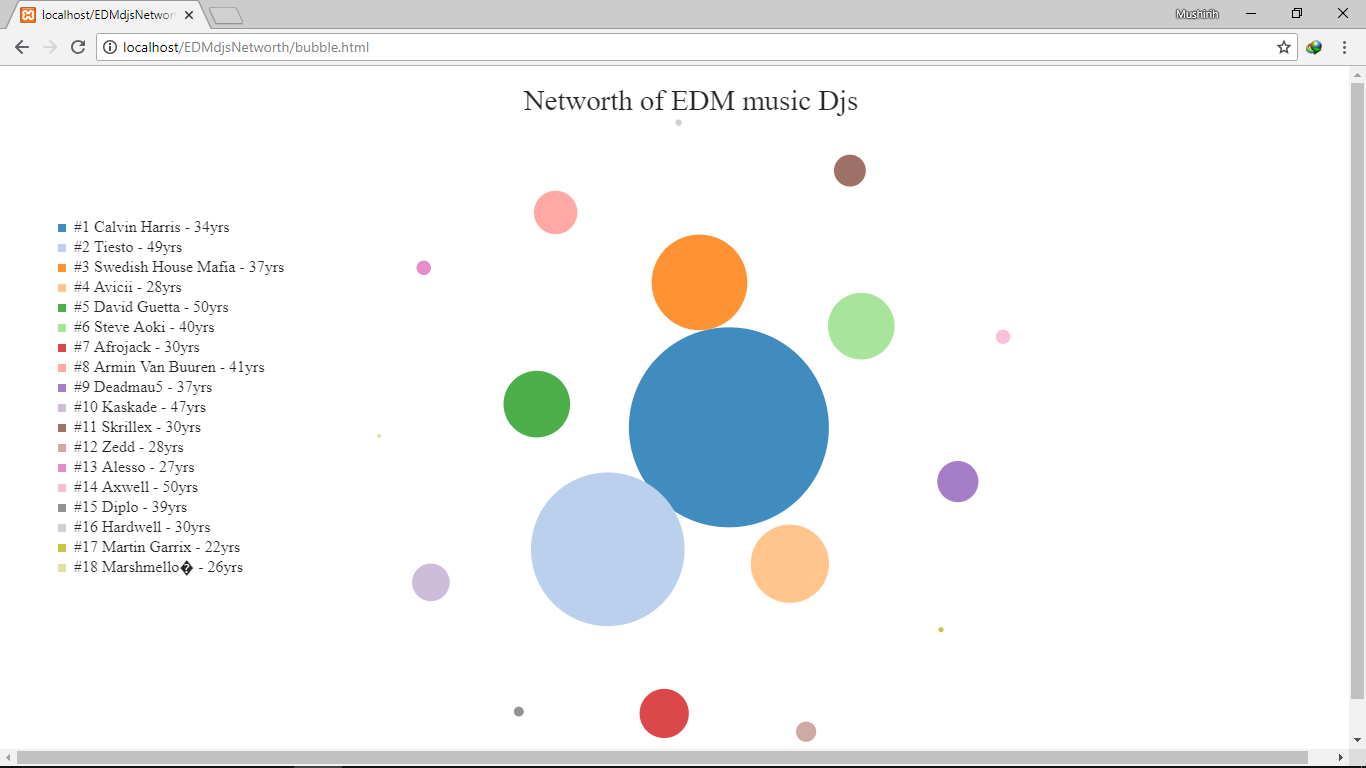 localhost/EDMdjsNetwor
Mushirih
localhost/EDMdjsNetworth/bubble.html
Networth of EDM music Djs
#1 Calvin Harris - 34yrs
#2 Tiesto - 49yrs
#3 Swedish House Mafia - 37yrs
#4 Avicii - 28yrs
#5 David Guetta - 50yrs
#6 Steve Aoki - 40yrs
#7 Afrojack - 30yrs
#8 Armin Van Buuren - 41yrs
#9 Deadmau5 - 37yrs
#10 Kaskade - 47yrs
#11 Skrillex - 30yrs
#12 Zedd - 28yrs
#13 Alesso - 27yrs
#14 Axwell - 50yrs
#15 Diplo - 39yrs
#16 Hardwell - 30yrs
#17 Martin Garrix - 22yrs
#18 Marshmello� - 26yrs